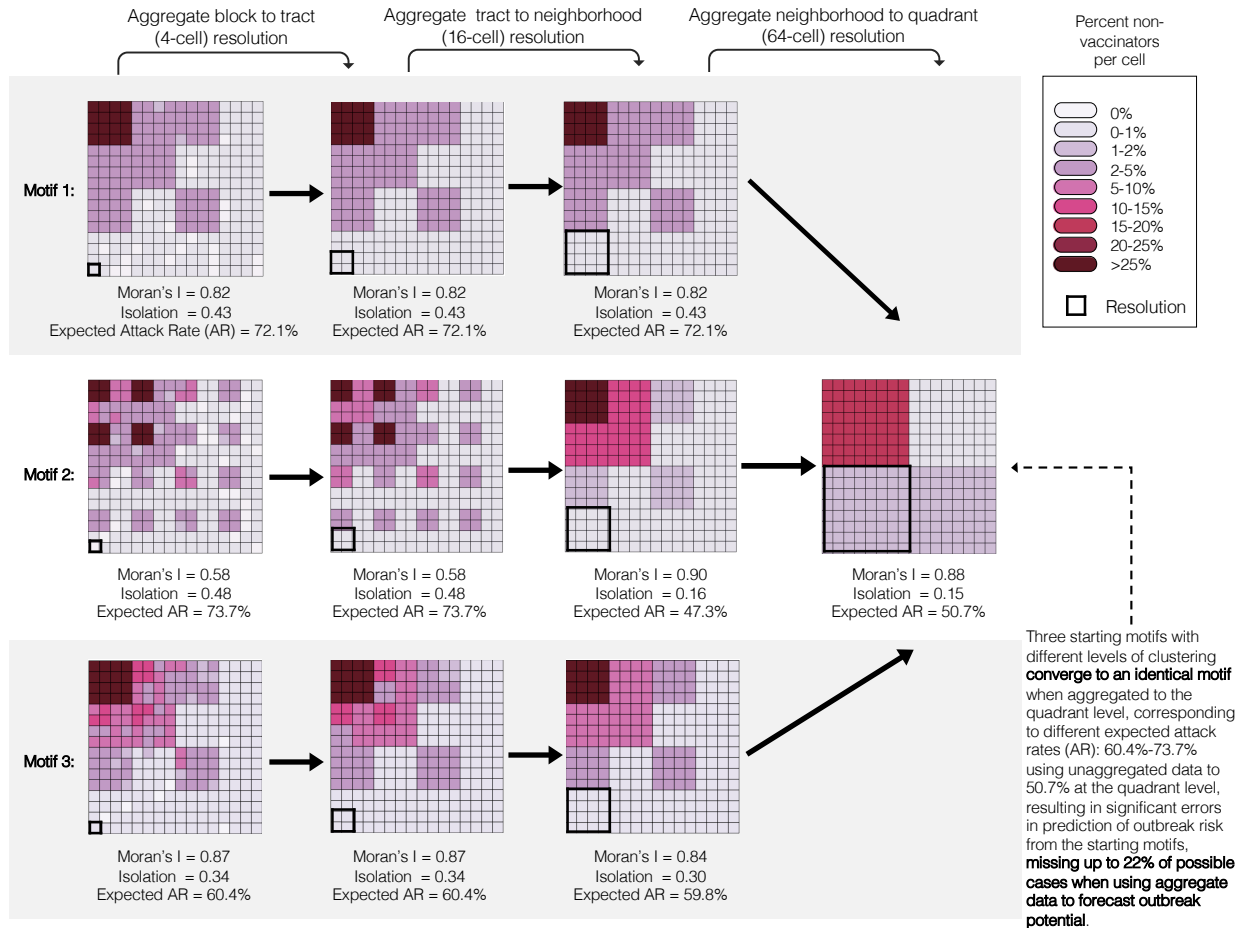 Aggregate block to tract
(4-cell) resolution
Aggregate tract to neighborhood
(16-cell) resolution
Aggregate neighborhood to quadrant
(64-cell) resolution
Percent non-
vaccinators
per cell
0%
0-1%
1-2%
2-5%
5-10%
10-15%
15-20%
20-25%
>25%
Resolution
Motif 1:
Moran's I = 0.82
Isolation = 0.43
Expected Attack Rate (AR) = 72.1%
Moran's I = 0.82
Isolation = 0.43
Expected AR = 72.1%
Moran's I = 0.82
Isolation = 0.43
Expected AR = 72.1%
Motif 2:
Moran's I = 0.58
Isolation = 0.48
Expected AR = 73.7%
Moran's I = 0.58
Isolation = 0.48
Expected AR = 73.7%
Moran's I = 0.90
Isolation = 0.16
Expected AR = 47.3%
Moran's I = 0.88
Isolation = 0.15
Expected AR = 50.7%
Motif 3:
Moran's I = 0.87
Isolation = 0.34
Expected AR = 60.4%
Moran's I = 0.87
Isolation = 0.34
Expected AR = 60.4%
Moran's I = 0.84
Isolation = 0.30
Expected AR = 59.8%
Three starting motifs with
different levels of clustering
converge to an identical motif
when aggregated to the
quadrant level, corresponding
to different expected attack
rates (AR): 60.4%-73.7%
using unaggregated data to
50.7% at the quadrant level,
resulting in significant errors
in prediction of outbreak risk
from the starting motifs,
missing up to 22% of possible
cases when using aggregate
data to forecast outbreak
potential.